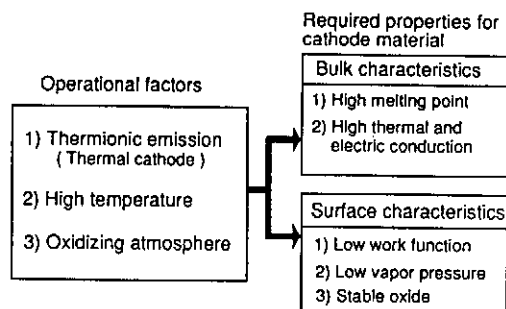 Required properties for
cathode material
Operational factors
1) Thermionic emission
( Thermal cathode )
2) High temperature
3) Oxidizing atmosphere
Bulk characteristics
1) High melting point
2) High thermal and
electric conduction
Surface characteristics
1) Low work function
2) Low vapor pressure
3) Stable oxide